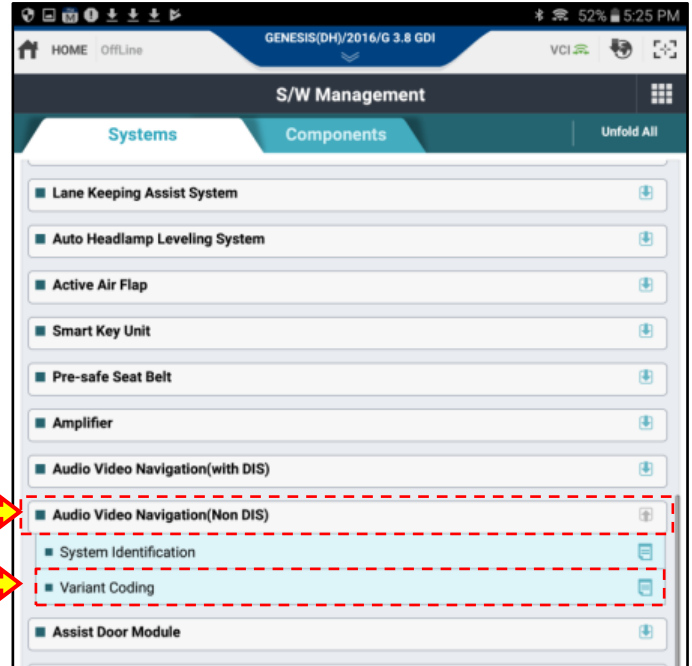 52% 5:25 PM
HOME OffLine
GENESIS(DH)/2016/G 3.8 GDI
VCI
S/W Management
Systems
Components
Unfold All
Lane Keeping Assist System
Auto Headlamp Leveling System
Active Air Flap
Smart Key Unit
Pre-safe Seat Belt
Amplifier
Audio Video Navigation(with DIS)
Audio Video Navigation(Non DIS)
System Identification
Variant Coding
Assist Door Module